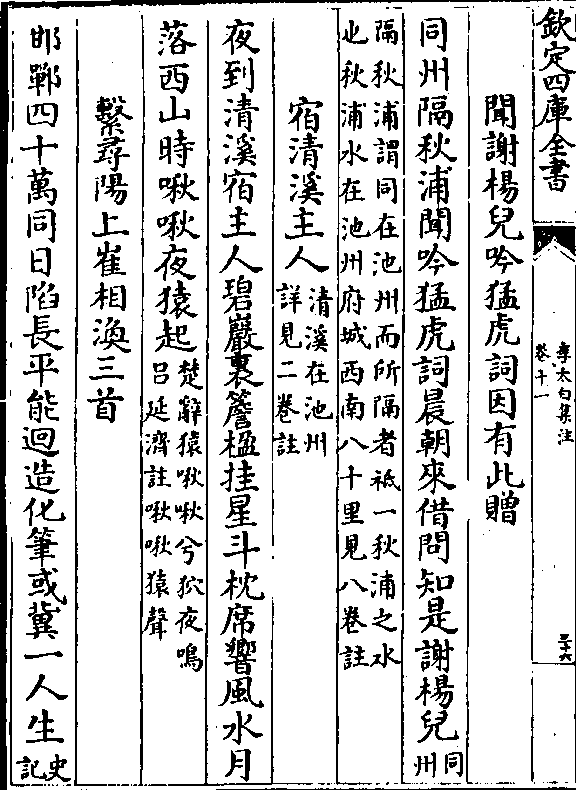 欽定四庫全書
李太白集注
卷十一
三十六
聞謝楊兒吟猛虎詞因有此贈
同州隔秋浦聞吟猛虎詞晨朝來借問知是謝楊兒
同州
隔秋浦謂同在池州而所隔者祗一秋浦之水
也秋浦水在池州府城西南八十里見八卷註
宿清溪主人
清溪在池州
詳見二卷註
夜到清溪宿主人碧巖裏簷楹挂星斗枕席響風水月
落西山時啾啾夜猿起
楚辭猿啾啾兮狖夜鳴
吕延濟註啾啾猿聲
繫尋陽上崔相渙三首
邯鄲四十萬同日陷長平能迴造化筆或冀一人生
史記